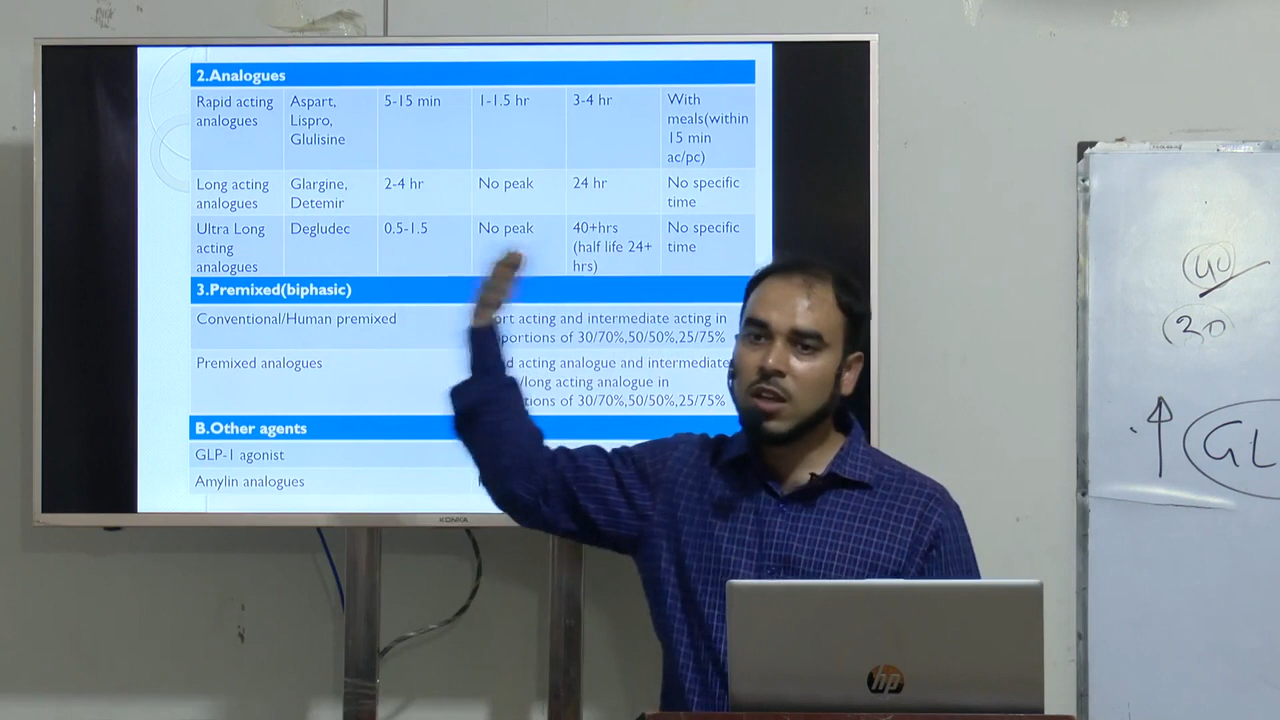 2.Analogues
Rapid acting analogues Aspart, Lispro, Glulisine 5-15 min 1-1.5 hr 3-4 hr With meals(within 15 min ac/pc)
Long acting analogues Glargine, Detemir 2-4 hr No peak 24 hr No specific time
Ultra Long acting analogues Degludec 0.5-1.5 No peak 40+hrs (half life 24+ hrs) No specific time
3.Premixed(biphasic)
Conventional/Human premixed
acting and intermediate acting in
of 30/70%,50/50%,25/75%
Premixed analogues
acting analogue and intermediate
/long acting analogue in
of 30/70%,50/50%,25/75%
B.Other agents
GLP-1 agonist
Amylin analogues
KONKA
hp
40
30
GL